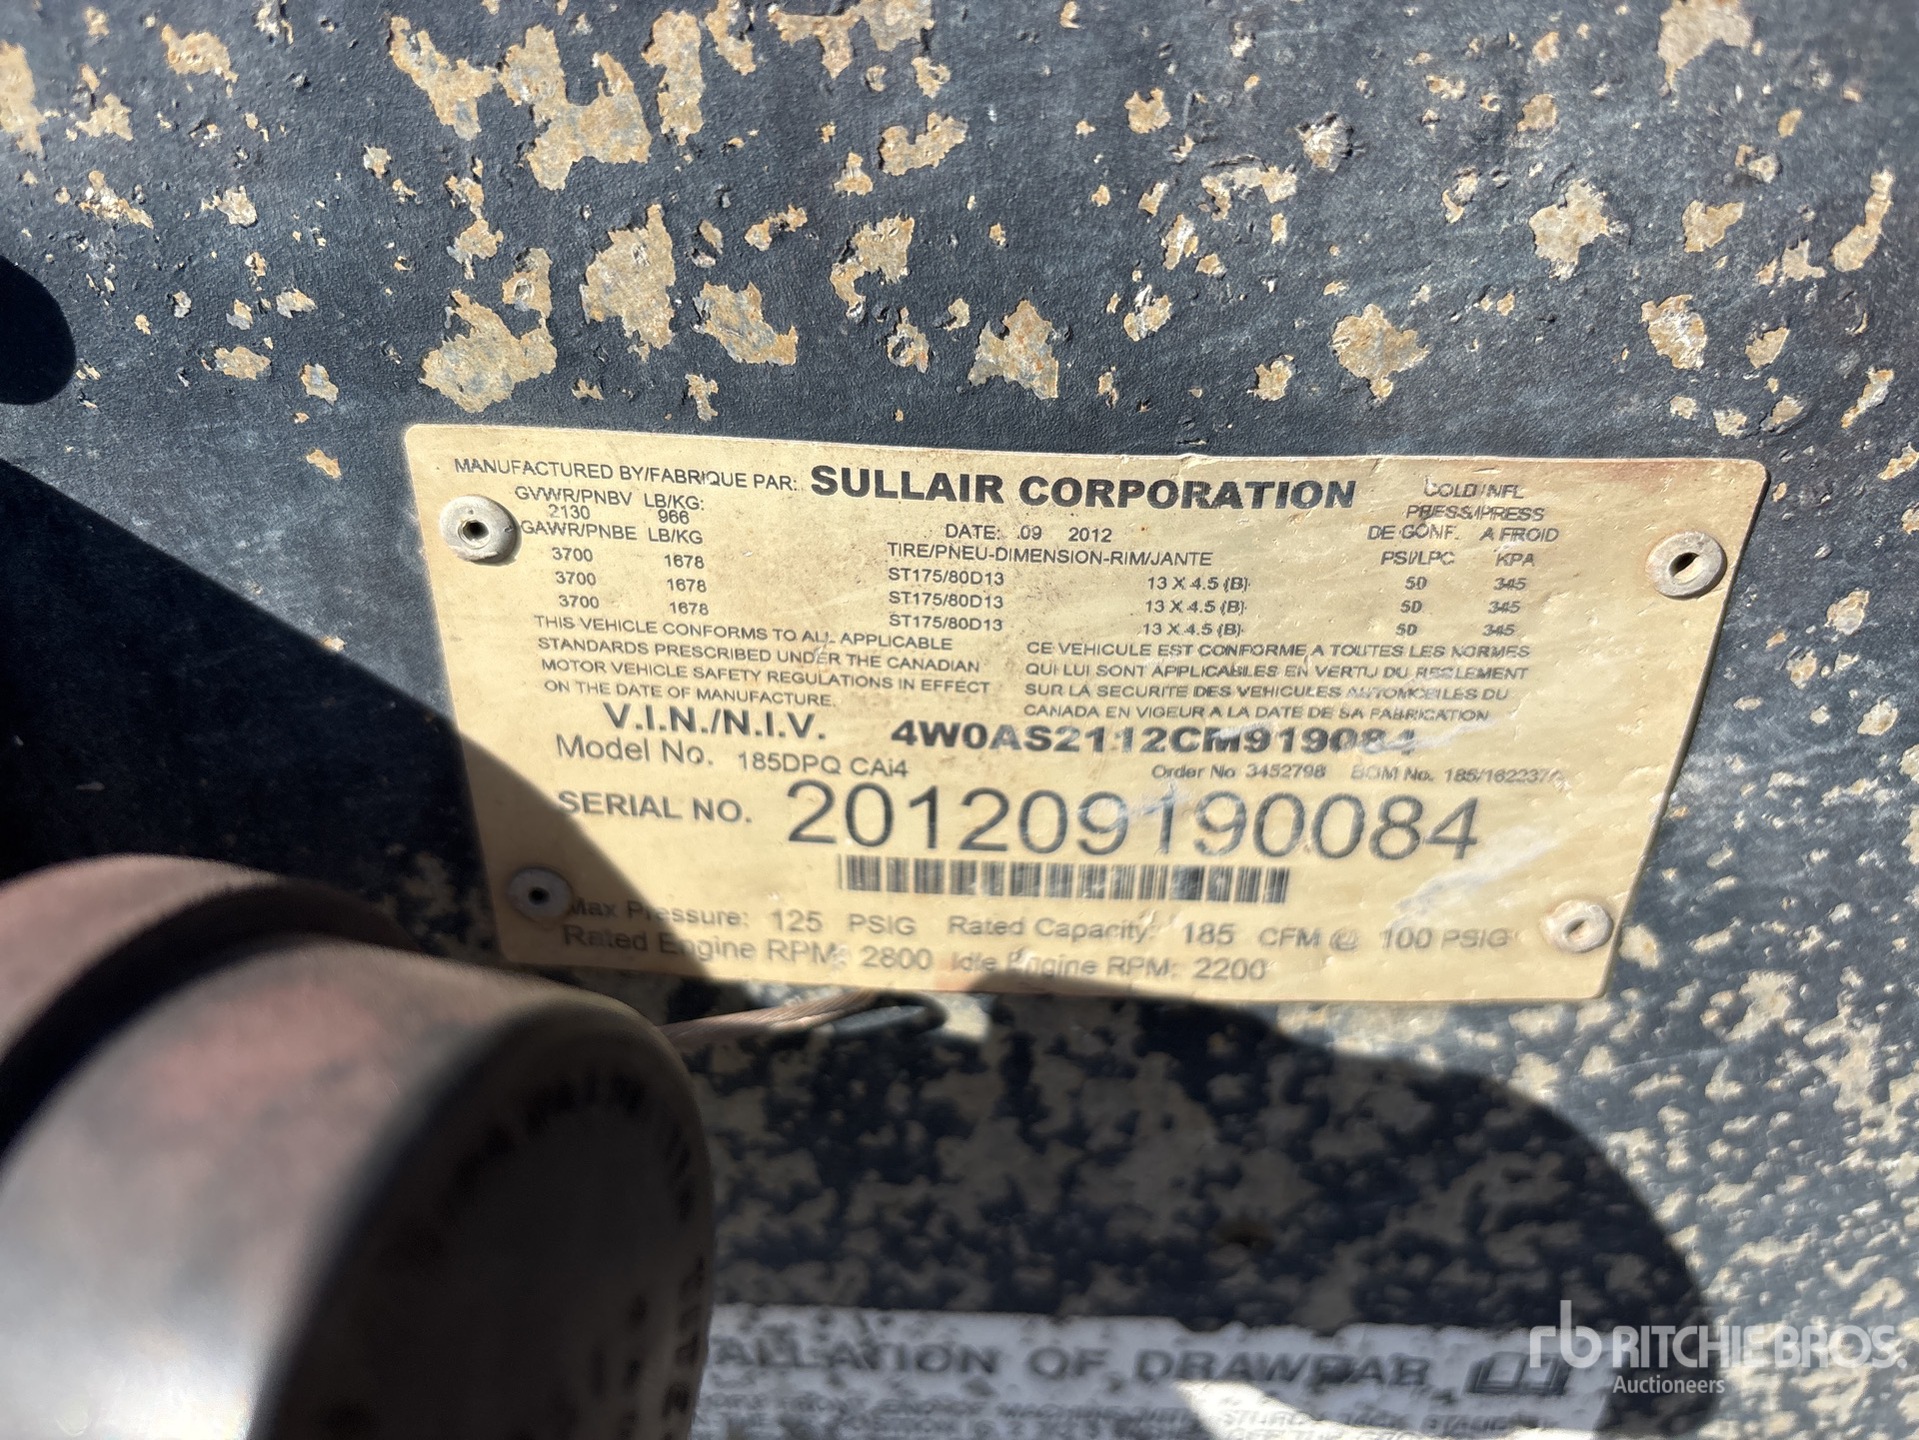 MANUFACTURED BY/FABRIQUE PAR: SULLAIR CORPORATION
GVWR/PNBV LB/KG: COLD/INFL
2130 966 PRESS/PRESS
GAWR/PNBE LB/KG DATE: 09 2012 DE GONF. A FROID
TIRE/PNEU-DIMENSION-RIM/JANTE PSI/LPC KPA
3700 1678 ST175/80D13 13 X 4.5 (B) 50 345
3700 1678 ST175/80D13 13 X 4.5 (B) 50 345
3700 1678 ST175/80D13 13 X 4.5 (B) 50 345
THIS VEHICLE CONFORMS TO ALL APPLICABLE
STANDARDS PRESCRIBED UNDER THE CANADIAN
MOTOR VEHICLE SAFETY REGULATIONS IN EFFECT
ON THE DATE OF MANUFACTURE.
CE VEHICULE EST CONFORME A TOUTES LES NORMES
QUI LUI SONT APPLICABLES EN VERTU DU REGLEMENT
SUR LA SECURITE DES VEHICULES AUTOMOBILES DU
CANADA EN VIGEUR A LA DATE DE SA FABRICATION
V.I.N./N.I.V. 4W0AS2112CM919084
Model No. 185DPQ CAi4 Order No 3452798 BOM No.
SERIAL NO. 201209190084
Max Pressure: 125 PSIG Rated Capacity: 185 CFM @ 100 PSIG
Rated Engine RPM: 2800 Idle Engine RPM: 2200
OF DRAWBAR
rb RITCHIE BROS.
Auctioneers